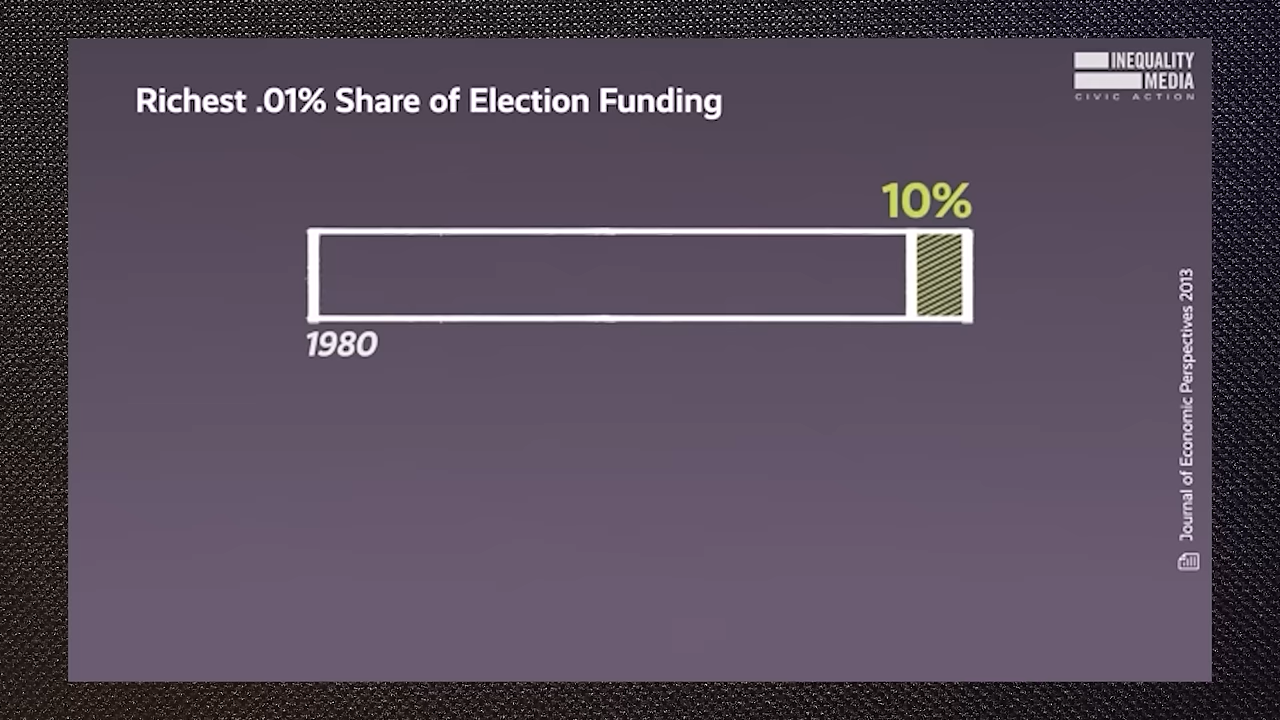 INEQUALITY
MEDIA
CIVIC ACTION
Richest .01% Share of Election Funding
10%
1980
Journal of Economic Perspectives 2013